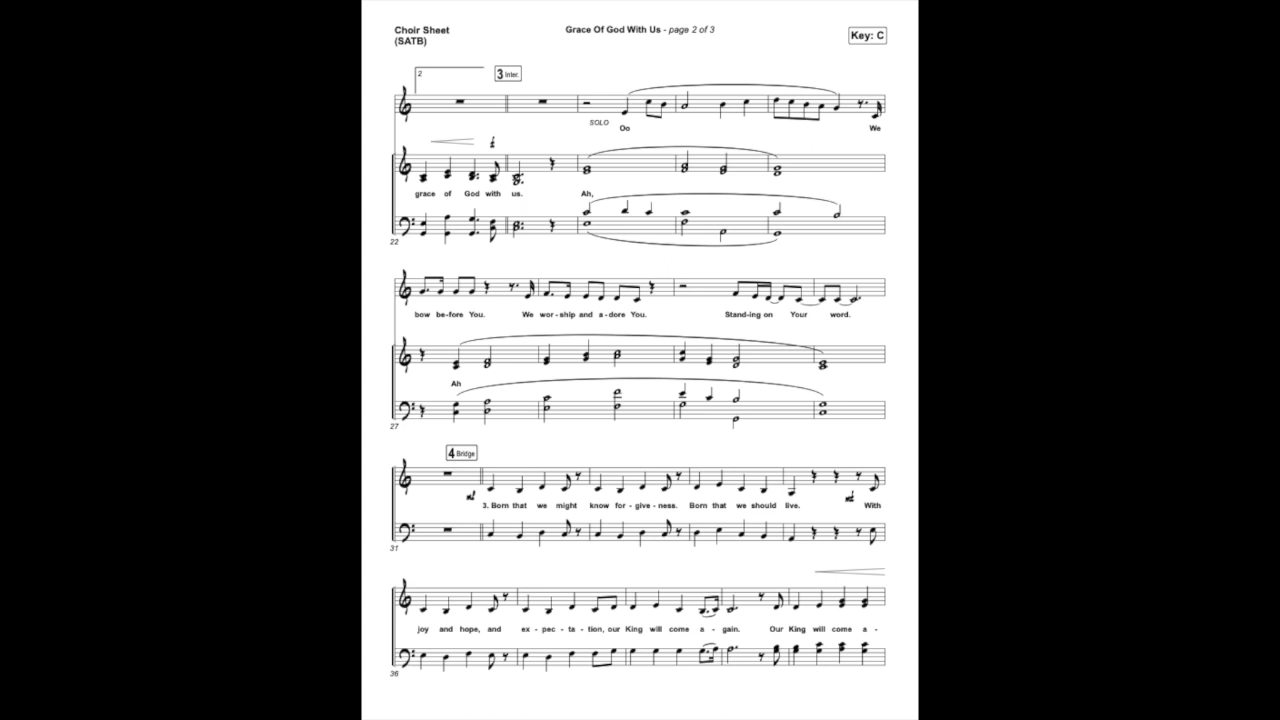 Choir Sheet
(SATB)
Grace Of God With Us - page 2 of 3
Key: C
2
3 Inter.
SOLO
Oo We
f
grace of God with us. Ah,
22
bow be-fore You. We wor-ship and a-dore You. Stand-ing on Your word.
Ah
27
4 Bridge
mf
mf
3. Born that we might know for-give-ness. Born that we should live. With
31
joy and hope, and ex-pec-ta-tion, our King will come a-gain. Our King will come a-
36